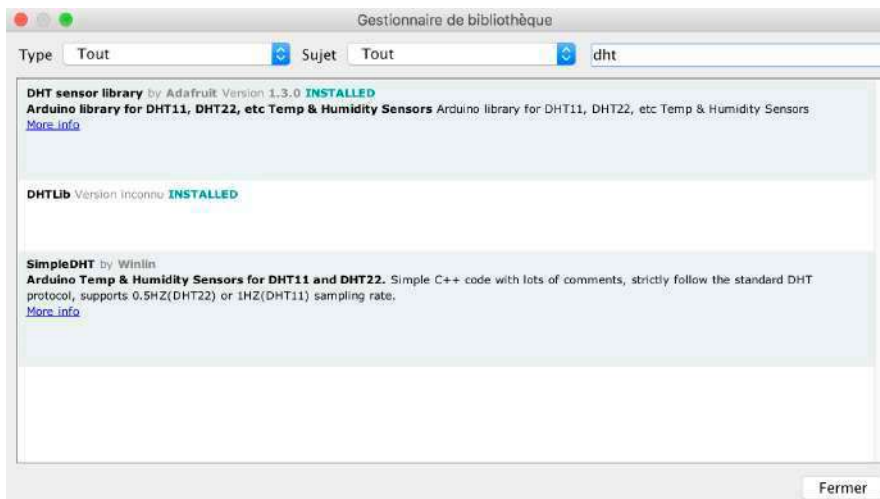 Gestionnaire de bibliothèque
Type Tout Sujet Tout dht
DHT sensor library by Adafruit Version 1.3.0 INSTALLED
Arduino library for DHT11, DHT22, etc Temp & Humidity Sensors Arduino library for DHT11, DHT22, etc Temp & Humidity Sensors
More info
DHTLib Version inconnu INSTALLED
SimpleDHT by Winlin
Arduino Temp & Humidity Sensors for DHT11 and DHT22. Simple C++ code with lots of comments, strictly follow the standard DHT
protocol, supports 0.5HZ(DHT22) or 1HZ(DHT11) sampling rate.
More info
Fermer